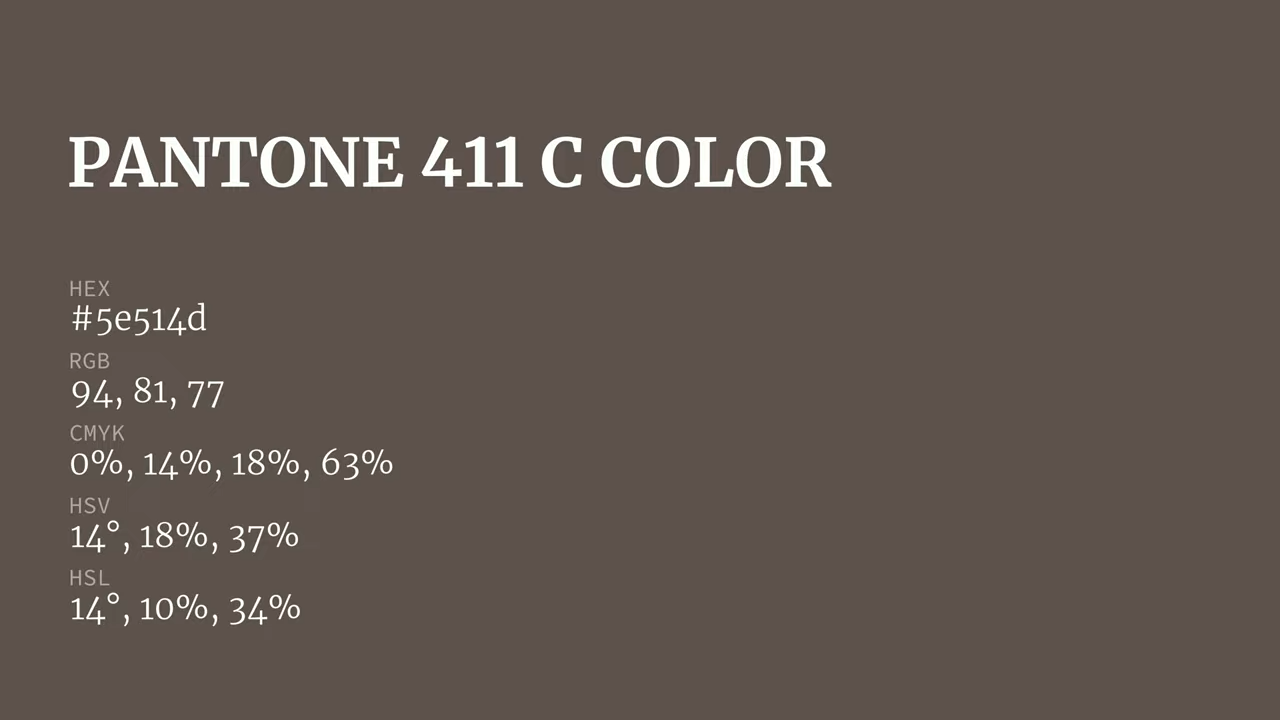 PANTONE 411 C COLOR
HEX
#5e514d
RGB
94, 81, 77
CMYK
0%, 14%, 18%, 63%
HSV
14°, 18%, 37%
HSL
14°, 10%, 34%